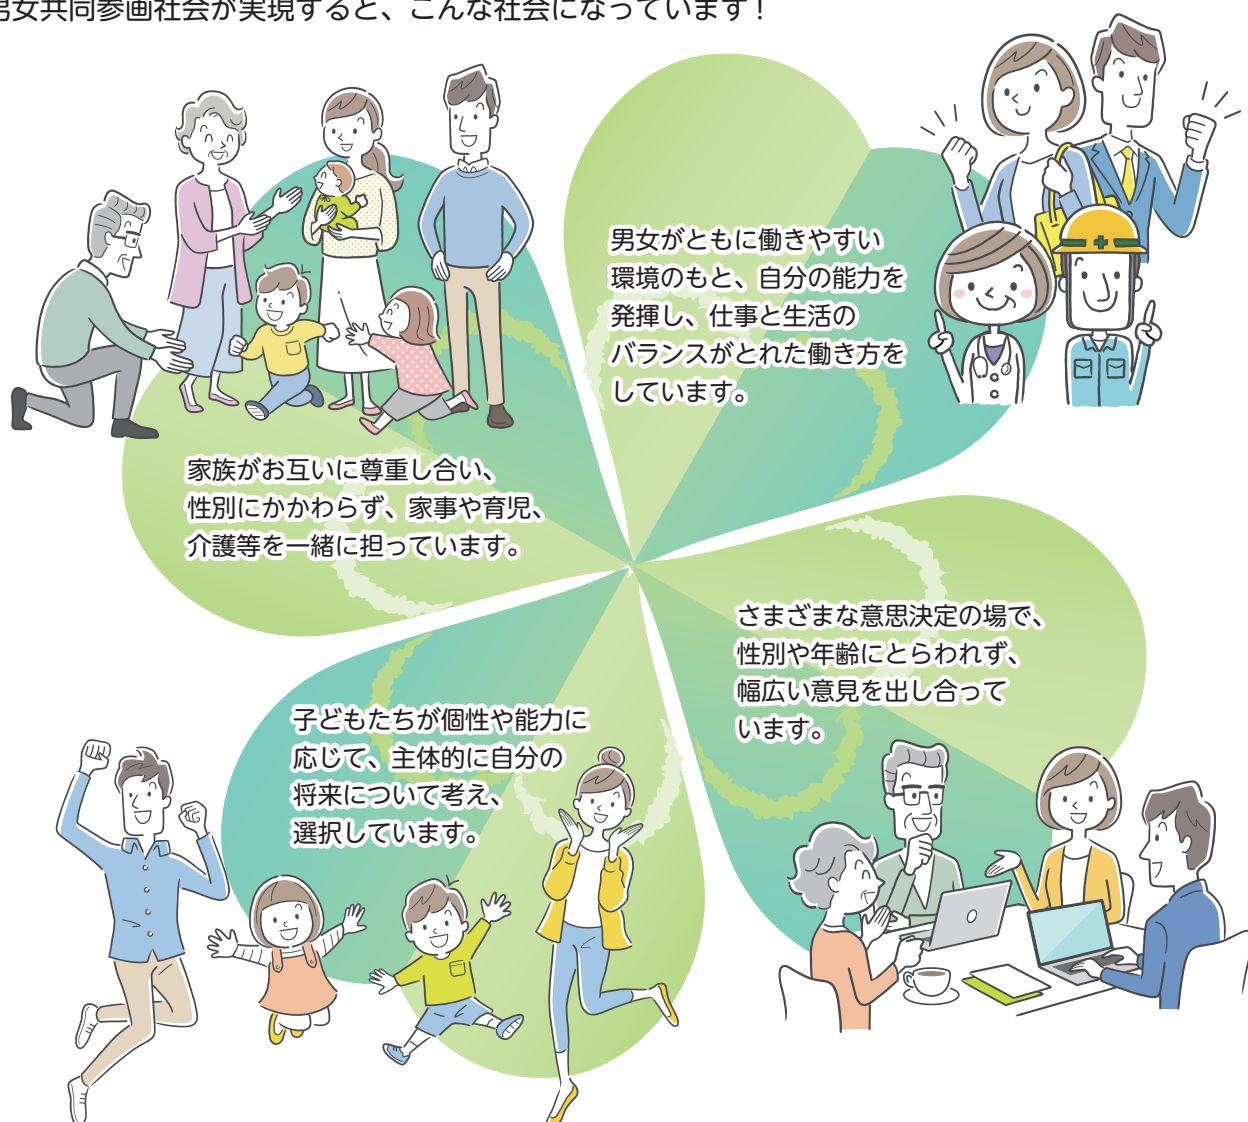 男女共同参画社会が実現すると、こんな社会になっています！
男女がともに働きやすい
環境のもと、自分の能力を
発揮し、仕事と生活の
バランスがとれた働き方を
しています。
家族がお互いに尊重し合い、
性別にかかわらず、家事や育児、
介護等を一緒に担っています。
さまざまな意思決定の場で、
性別や年齢にとらわれず、
幅広い意見を出し合って
います。
子どもたちが個性や能力に
応じて、主体的に自分の
将来について考え、
選択しています。